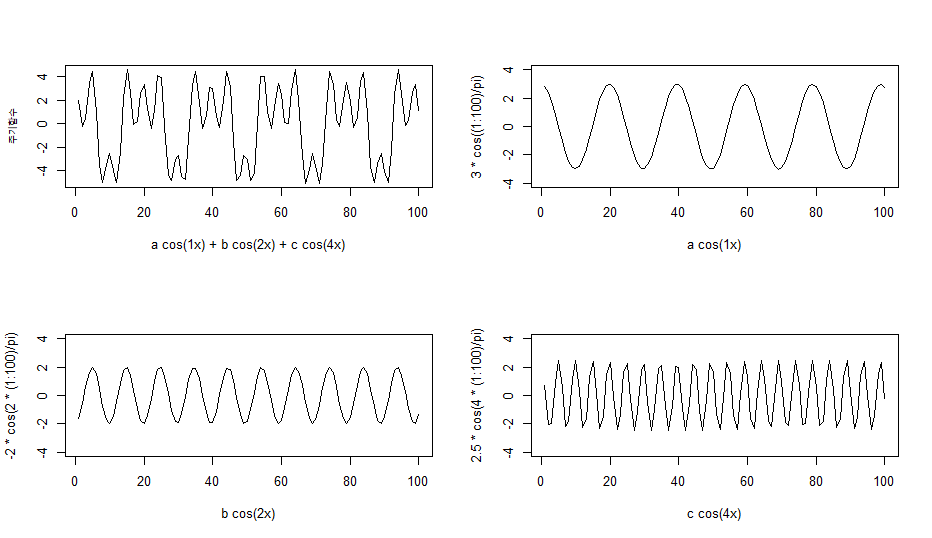 주기함수
4
2
0
-2
-4
0 20 40 60 80 100
a cos(1x) + b cos(2x) + c cos(4x)
3 * cos((1:100)/pi)
4
2
0
-2
-4
0 20 40 60 80 100
a cos(1x)
-2 * cos(2 * (1:100)/pi)
4
2
0
-2
-4
0 20 40 60 80 100
b cos(2x)
2.5 * cos(4 * (1:100)/pi)
4
2
0
-2
-4
0 20 40 60 80 100
c cos(4x)